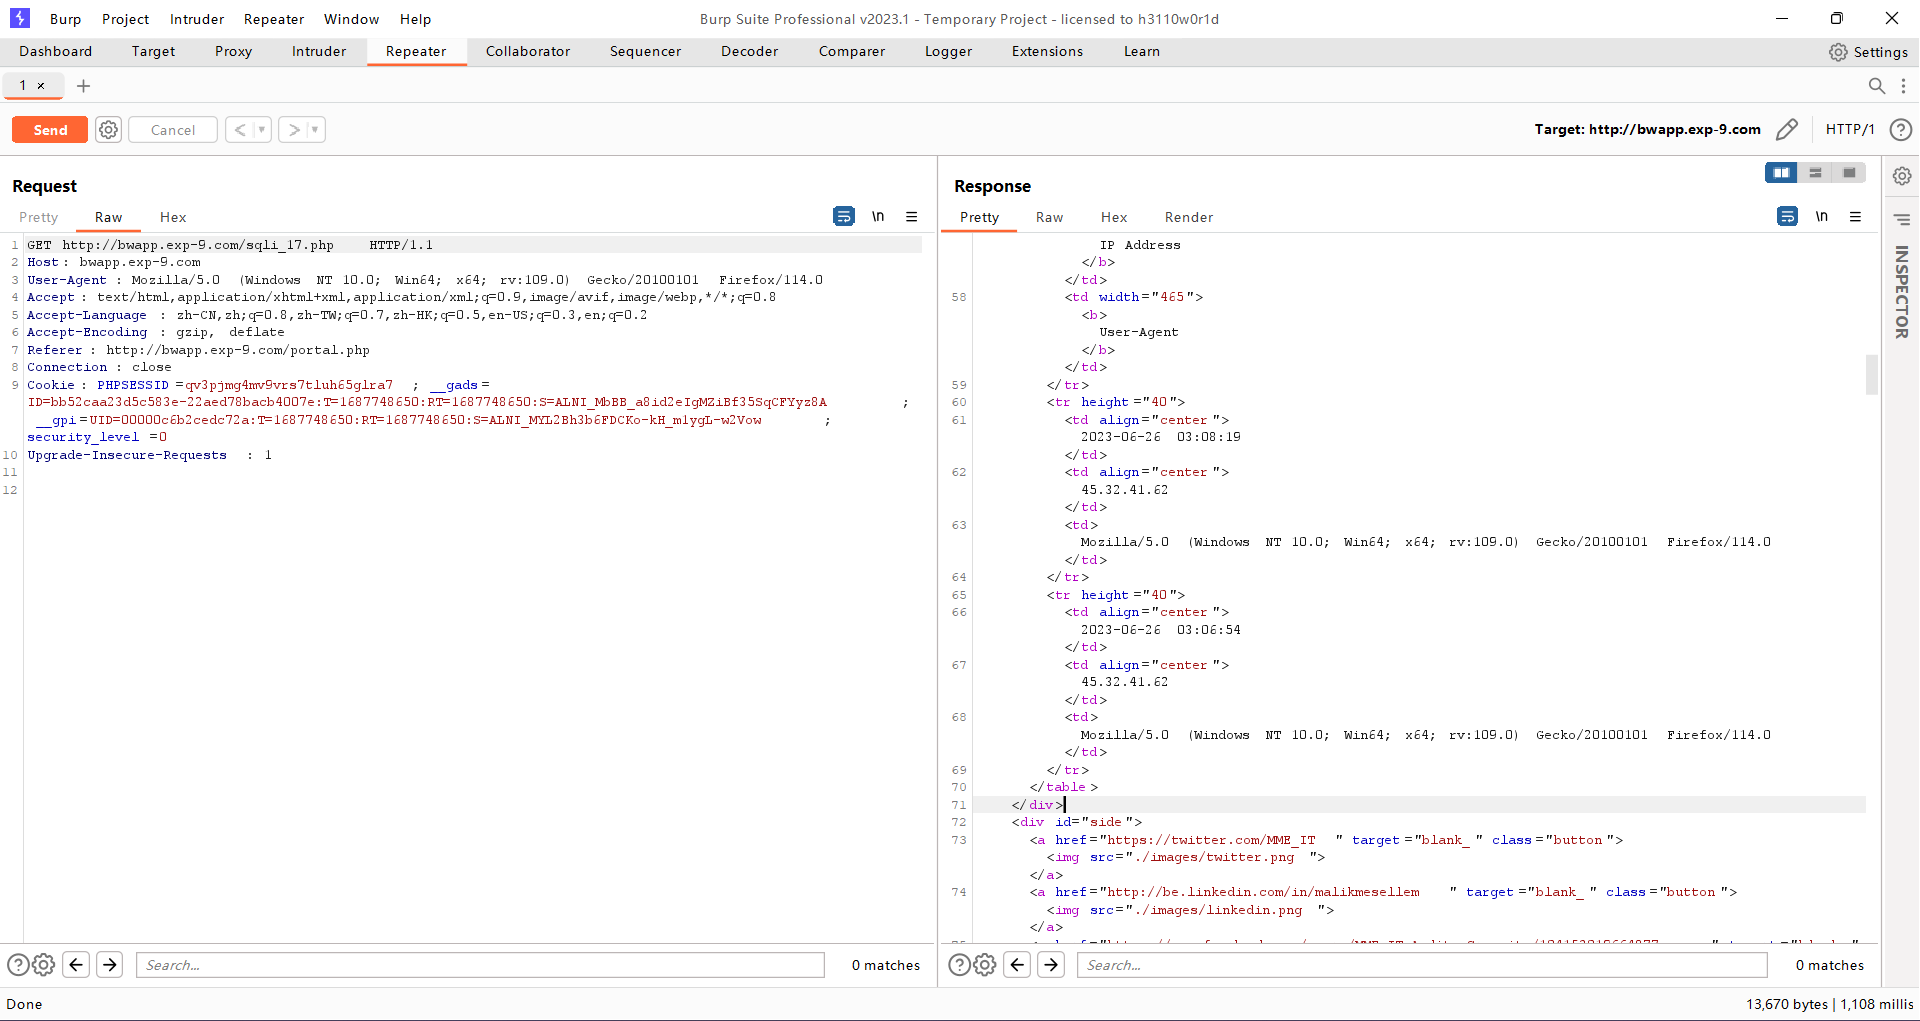 Burp Project Intruder Repeater Window Help
Burp Suite Professional v2023.1 - Temporary Project - licensed to h3110w0r1d
Dashboard Target Proxy Intruder Repeater Collaborator Sequencer Decoder Comparer Logger Extensions Learn
Settings
1 ×
Send Cancel < >
Target: http://bwapp.exp-9.com HTTP/1
Request
Pretty Raw Hex
\n
1 GET http://bwapp.exp-9.com/sqli_17.php HTTP/1.1
2 Host: bwapp.exp-9.com
3 User-Agent: Mozilla/5.0 (Windows NT 10.0; Win64; x64; rv:109.0) Gecko/20100101 Firefox/114.0
4 Accept: text/html,application/xhtml+xml,application/xml;q=0.9,image/avif,image/webp,*/*;q=0.8
5 Accept-Language : zh-CN,zh;q=0.8,zh-TW;q=0.7,zh-HK;q=0.5,en-US;q=0.3,en;q=0.2
6 Accept-Encoding : gzip, deflate
7 Referer: http://bwapp.exp-9.com/portal.php
8 Connection: close
9 Cookie: PHPSESSID=qv3pjmg4mv9vrs7tluh65glra7 ; __gads=
ID=bb52caa23d5c583e-22aed78bacb4007e:T=1687748650:RT=1687748650:S=ALNI_MbBB_a8id2eIgMZiBf35SqCFYyz8A ;
__gpi=UID=00000c6b2cedc72a:T=1687748650:RT=1687748650:S=ALNI_MYL2Bh3b6FDCKo-kH_mlygL-w2Vow ;
security_level=0
10 Upgrade-Insecure-Requests : 1
11
12
Search...
0 matches
Response
Pretty Raw Hex Render
\n
IP Address
</b>
</td>
58 <td width="465">
<b>
User-Agent
</b>
</td>
59 </tr>
60 <tr height="40">
61 <td align="center">
2023-06-26 03:08:19
</td>
62 <td align="center">
45.32.41.62
</td>
63 <td>
Mozilla/5.0 (Windows NT 10.0; Win64; x64; rv:109.0) Gecko/20100101 Firefox/114.0
</td>
64 </tr>
65 <tr height="40">
66 <td align="center">
2023-06-26 03:06:54
</td>
67 <td align="center">
45.32.41.62
</td>
68 <td>
Mozilla/5.0 (Windows NT 10.0; Win64; x64; rv:109.0) Gecko/20100101 Firefox/114.0
</td>
69 </tr>
70 </table>
71 </div>
72 <div id="side">
73 <a href="https://twitter.com/MME_IT" target="blank_" class="button">
<img src="./images/twitter.png">
</a>
74 <a href="http://be.linkedin.com/in/malikmesellem" target="blank_" class="button">
<img src="./images/linkedin.png">
</a>
Search...
0 matches
INSPECTOR
Done
13,670 bytes | 1,108 millis